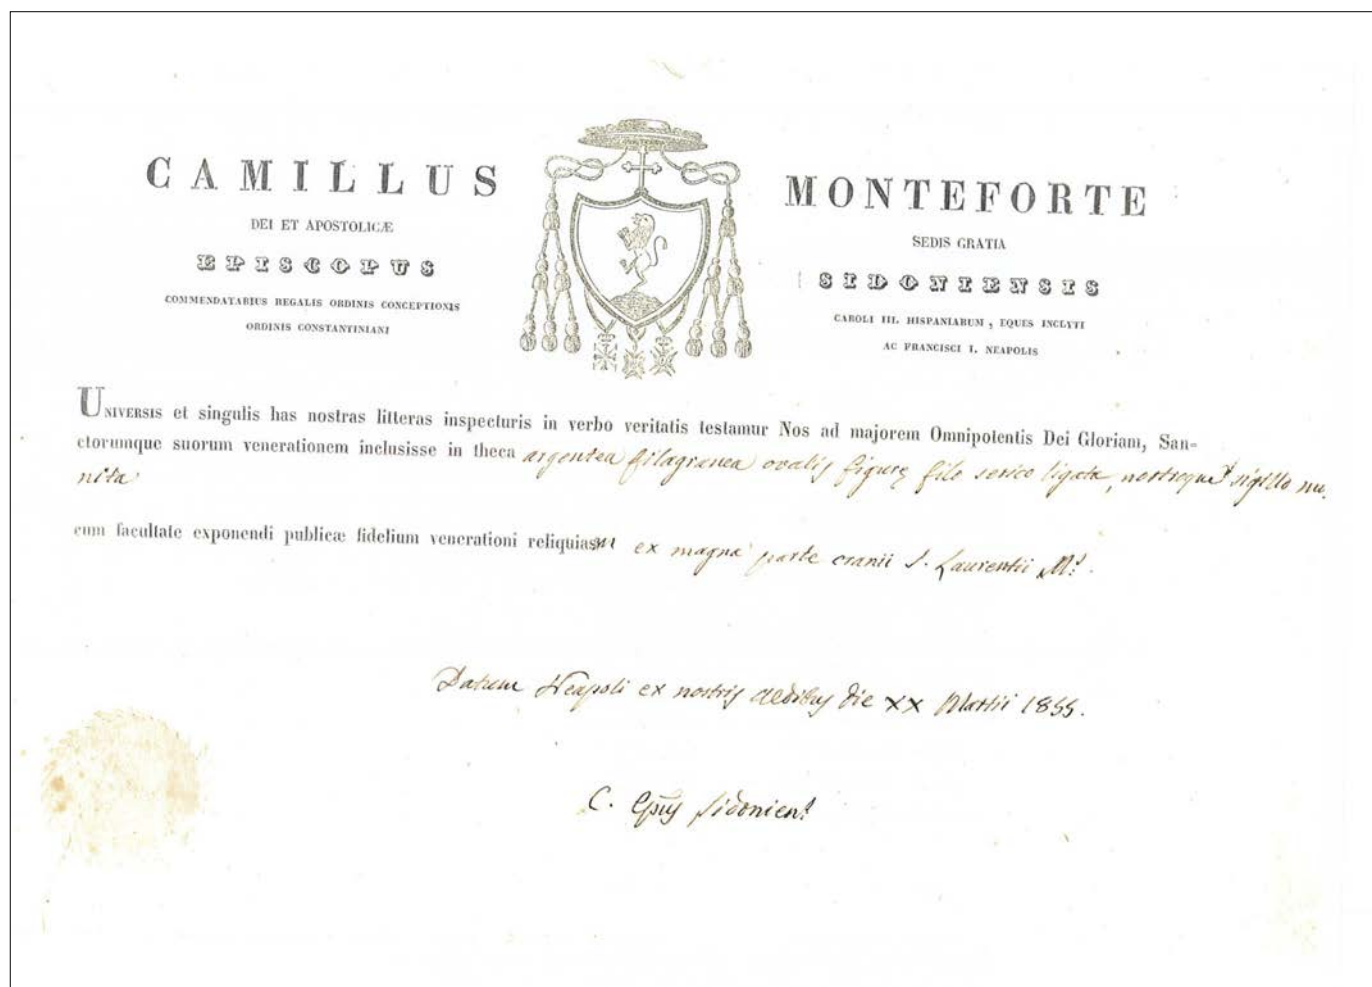 CAMILLUS MONTEFORTE
DEI ET APOSTOLICÆ SEDIS GRATIA
EPISCOPUS SIDONIENSIS
COMMENDATARIUS REGALIS ORDINIS CONCEPTIONIS CAROLI III. HISPANIARUM, EQUES INCLYTI
ORDINIS CONSTANTINIANI AC FRANCISCI I. NEAPOLIS
UNIVERSIS et singulis has nostras litteras inspecturis in verbo veritatis testamur Nos ad majorem Omnipotentis Dei Gloriam, San=
ctorumque suorum venerationem inclusisse in theca argentea filagranea ovalis figurę filo serico ligata, nostroque sigillo mu.
nita
cum facultate exponendi publicæ fidelium venerationi reliquiam ex magna parte cranii S. Laurentii M.
Datum Neapoli ex nostris aedibus die XX Martii 1855.
C. Epũs Sidonien